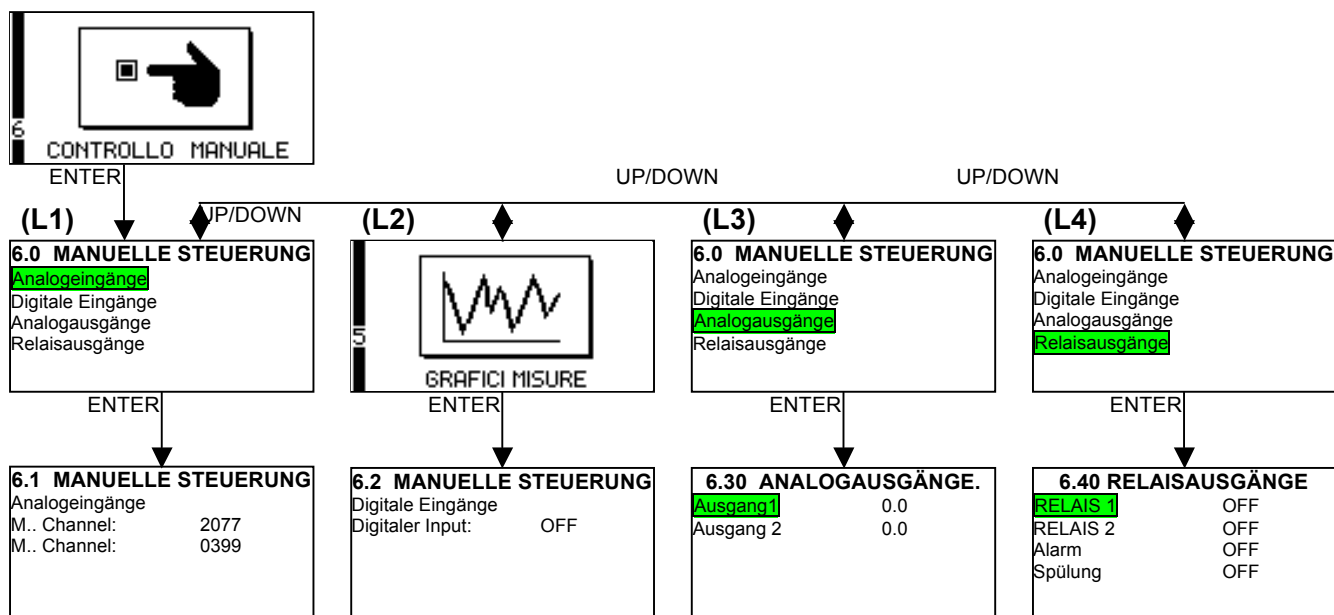 6
CONTROLLO MANUALE
ENTER
UP/DOWN
UP/DOWN
UP/DOWN
(L1)
6.0 MANUELLE STEUERUNG
Analogeingänge
Digitale Eingänge
Analogausgänge
Relaisausgänge
ENTER
6.1 MANUELLE STEUERUNG
Analogeingänge
M.. Channel: 2077
M.. Channel: 0399
(L2)
5
GRAFICI MISURE
ENTER
6.2 MANUELLE STEUERUNG
Digitale Eingänge
Digitaler Input: OFF
(L3)
6.0 MANUELLE STEUERUNG
Analogeingänge
Digitale Eingänge
Analogausgänge
Relaisausgänge
ENTER
6.30 ANALOGAUSGÄNGE.
Ausgang1 0.0
Ausgang 2 0.0
(L4)
6.0 MANUELLE STEUERUNG
Analogeingänge
Digitale Eingänge
Analogausgänge
Relaisausgänge
ENTER
6.40 RELAISAUSGÄNGE
RELAIS 1 OFF
RELAIS 2 OFF
Alarm OFF
Spülung OFF